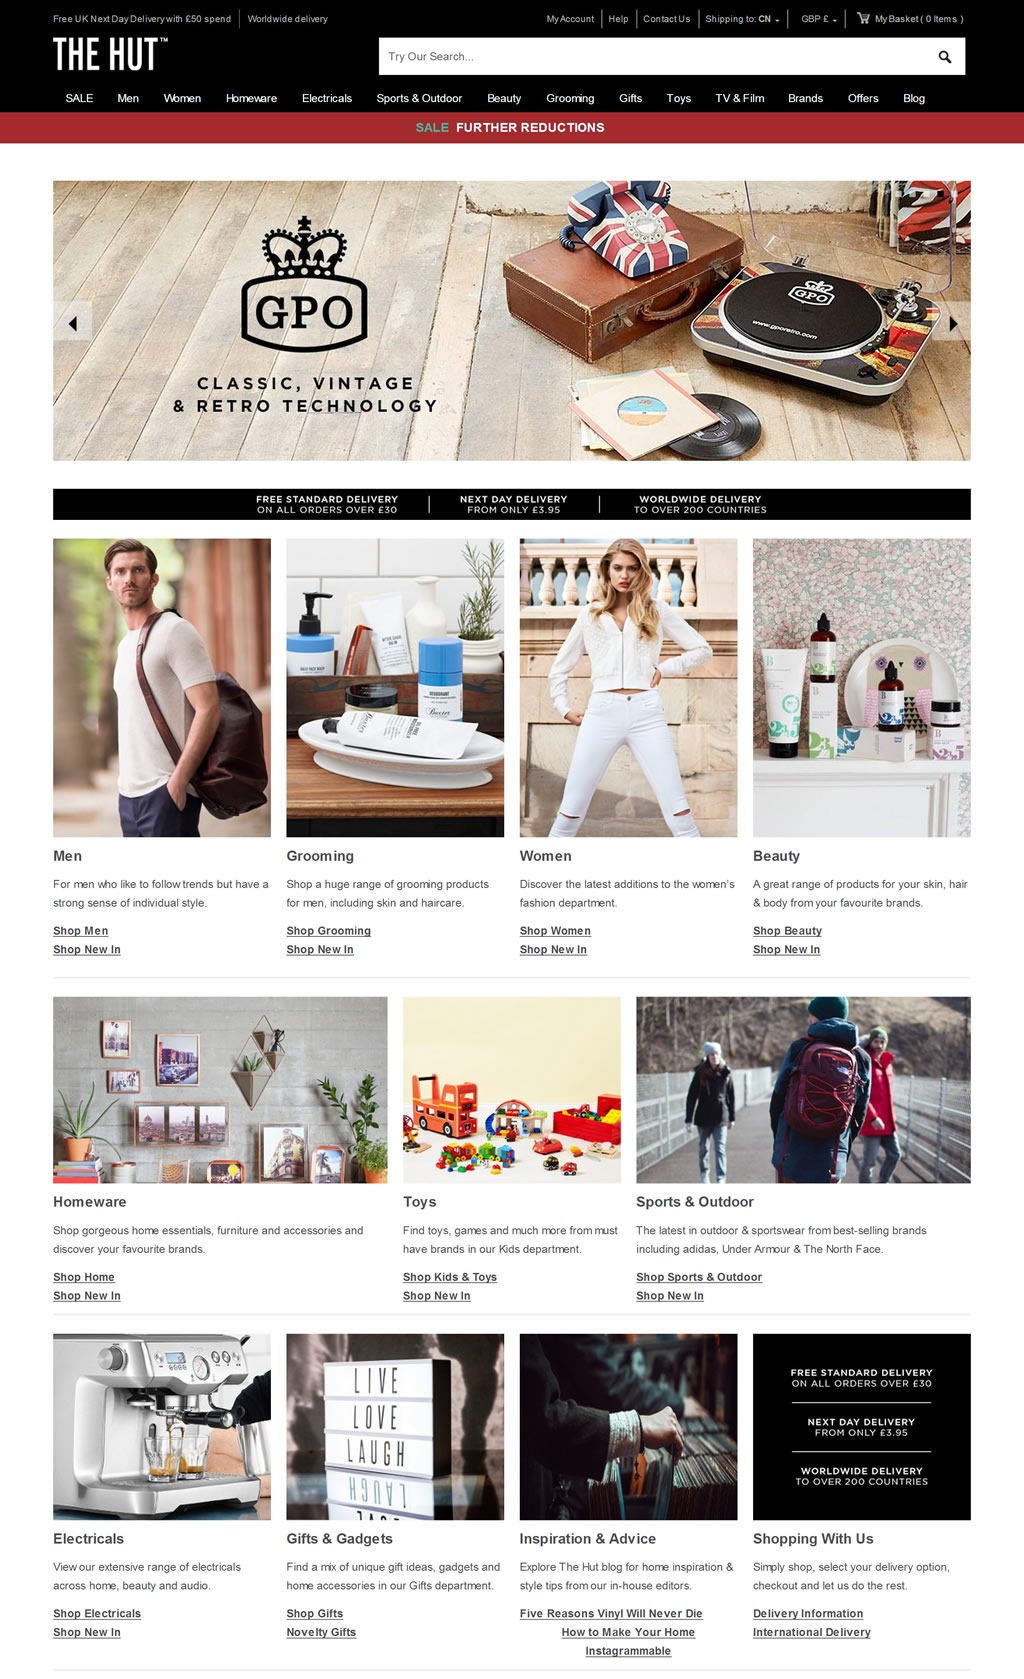 Free UK Next Day Delivery with £50 spend
Worldwide delivery
My Account
Help
Contact Us
Shipping to: CN
GBP £
My Basket ( 0 Items )
THE HUT™
Try Our Search...
SALE
Men
Women
Homeware
Electricals
Sports & Outdoor
Beauty
Grooming
Gifts
Toys
TV & Film
Brands
Offers
Blog
SALE FURTHER REDUCTIONS
GPO
CLASSIC, VINTAGE
& RETRO TECHNOLOGY
GPO
www.gporetro.com
FREE STANDARD DELIVERY
ON ALL ORDERS OVER £30
NEXT DAY DELIVERY
FROM ONLY £3.95
WORLDWIDE DELIVERY
TO OVER 200 COUNTRIES
Men
For men who like to follow trends but have a
strong sense of individual style.
Shop Men
Shop New In
DEODORANT
Baxter
Grooming
Shop a huge range of grooming products
for men, including skin and haircare.
Shop Grooming
Shop New In
Women
Discover the latest additions to the women's
fashion department.
Shop Women
Shop New In
Beauty
A great range of products for your skin, hair
& body from your favourite brands.
Shop Beauty
Shop New In
Homeware
Shop gorgeous home essentials, furniture and accessories and
discover your favourite brands.
Shop Home
Shop New In
Toys
Find toys, games and much more from must
have brands in our Kids department.
Shop Kids & Toys
Shop New In
Sports & Outdoor
The latest in outdoor & sportswear from best-selling brands
including adidas, Under Armour & The North Face.
Shop Sports & Outdoor
Shop New In
Electricals
View our extensive range of electricals
across home, beauty and audio.
Shop Electricals
Shop New In
LIVE
LOVE
LAUGH
Gifts & Gadgets
Find a mix of unique gift ideas, gadgets and
home accessories in our Gifts department.
Shop Gifts
Novelty Gifts
Inspiration & Advice
Explore The Hut blog for home inspiration &
style tips from our in-house editors.
Five Reasons Vinyl Will Never Die
How to Make Your Home
Instagrammable
FREE STANDARD DELIVERY
ON ALL ORDERS OVER £30
NEXT DAY DELIVERY
FROM ONLY £3.95
WORLDWIDE DELIVERY
TO OVER 200 COUNTRIES
Shopping With Us
Simply shop, select your delivery option,
checkout and let us do the rest.
Delivery Information
International Delivery